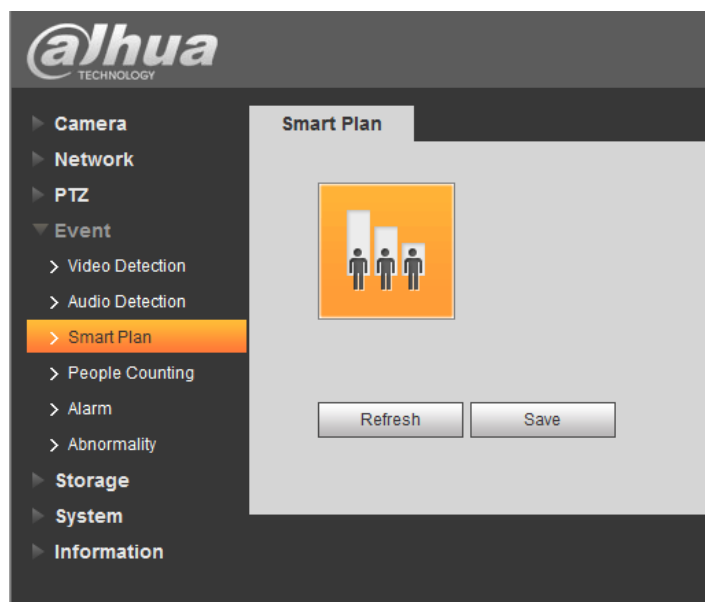 alhua
TECHNOLOGY
Camera
Network
PTZ
Event
Video Detection
Audio Detection
Smart Plan
People Counting
Alarm
Abnormality
Storage
System
Information
Smart Plan
Refresh
Save